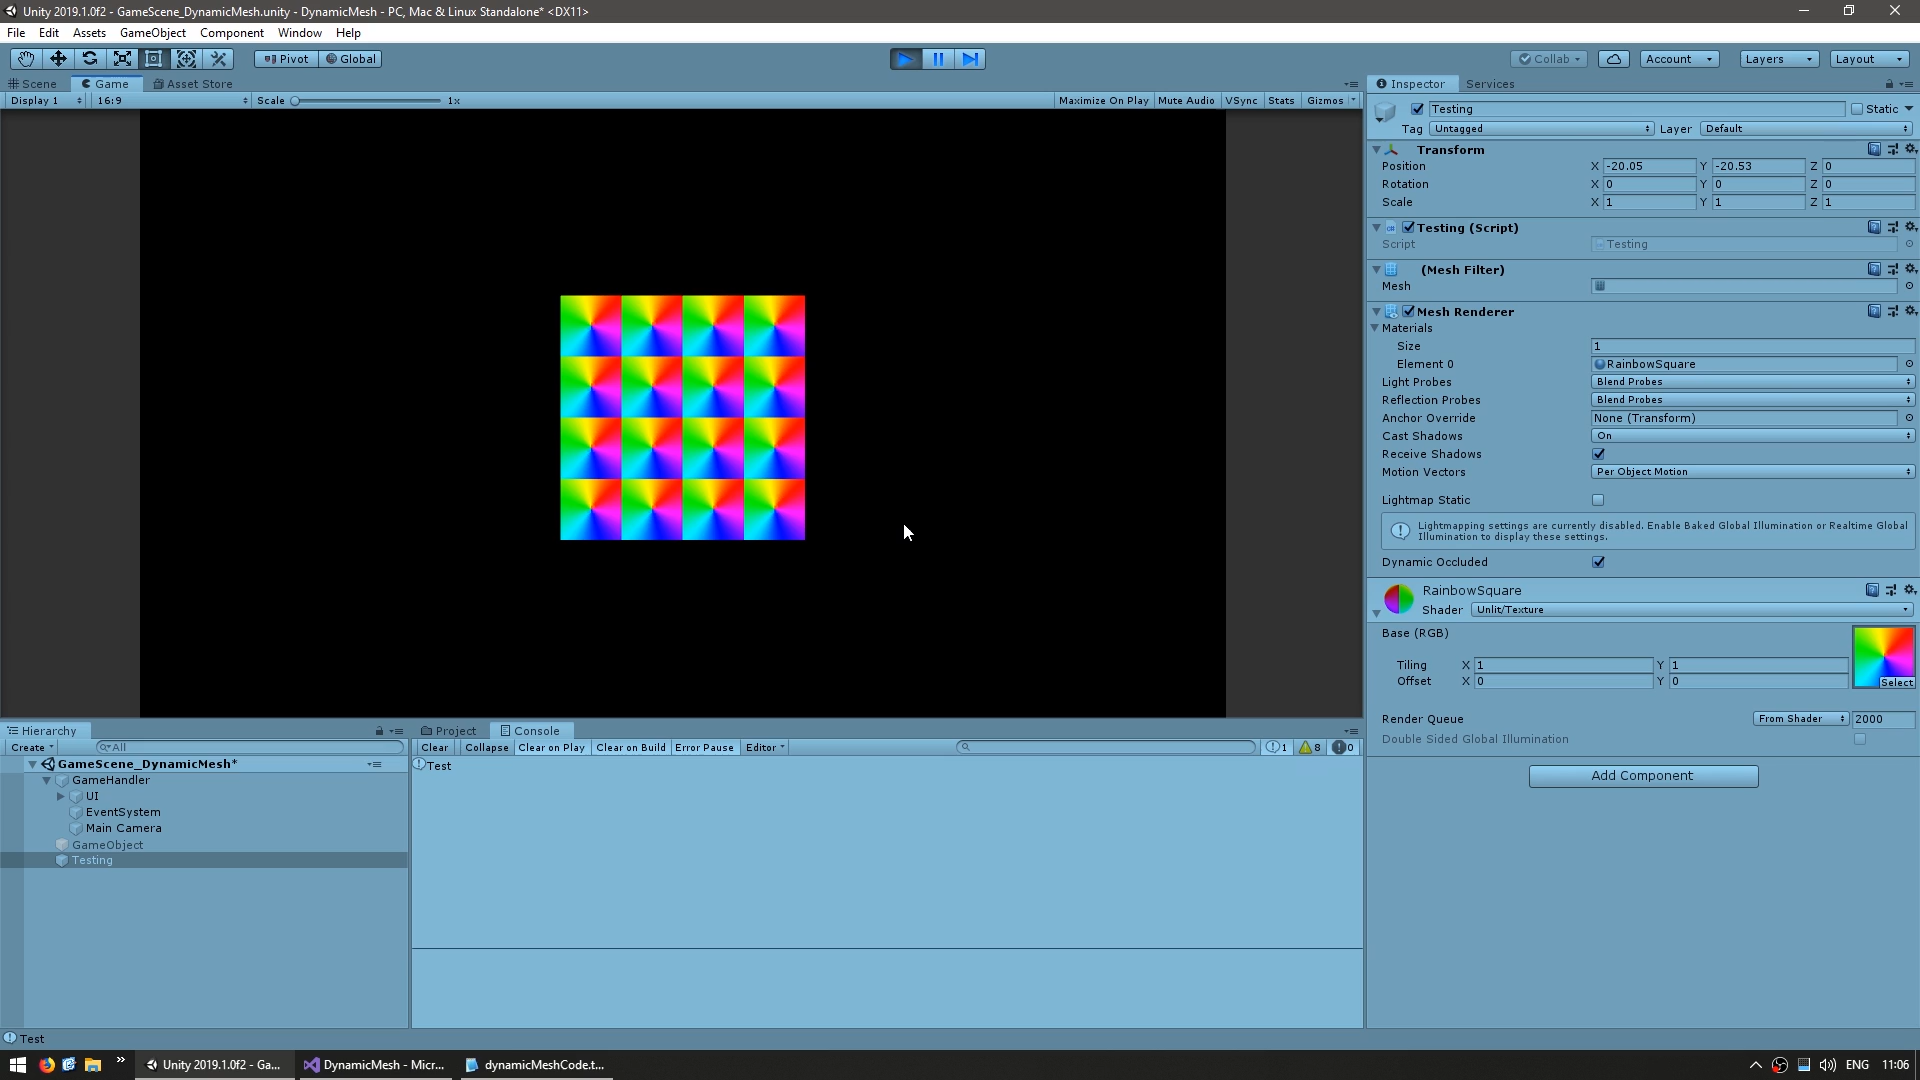 Unity 2019.1.0f2 - GameScene_DynamicMesh.unity - DynamicMesh - PC, Mac & Linux Standalone* <DX11>
File Edit Assets GameObject Component Window Help
Pivot Global Collab Account Layers Layout
Scene Game Asset Store
Display 1 16:9 Scale 1x Maximize On Play Mute Audio VSync Stats Gizmos
Inspector Services
Testing Static
Tag Untagged Layer Default
Transform
Position X -20.05 Y -20.53 Z 0
Rotation X 0 Y 0 Z 0
Scale X 1 Y 1 Z 1
Testing (Script)
Script Testing
(Mesh Filter)
Mesh
Mesh Renderer
Materials
Size 1
Element 0 RainbowSquare
Light Probes Blend Probes
Reflection Probes Blend Probes
Anchor Override None (Transform)
Cast Shadows On
Receive Shadows
Motion Vectors Per Object Motion
Lightmap Static
Lightmapping settings are currently disabled. Enable Baked Global Illumination or Realtime Global
Illumination to display these settings.
Dynamic Occluded
RainbowSquare
Shader Unlit/Texture
Base (RGB)
Tiling X 1 Y 1
Offset X 0 Y 0
Select
Render Queue From Shader 2000
Double Sided Global Illumination
Add Component
Hierarchy
Create All
GameScene_DynamicMesh*
GameHandler
UI
EventSystem
Main Camera
GameObject
Testing
Project Console
Clear Collapse Clear on Play Clear on Build Error Pause Editor 1 8 0
Test
Test
Unity 2019.1.0f2 - Ga... DynamicMesh - Micr... dynamicMeshCode.t... ENG 11:06